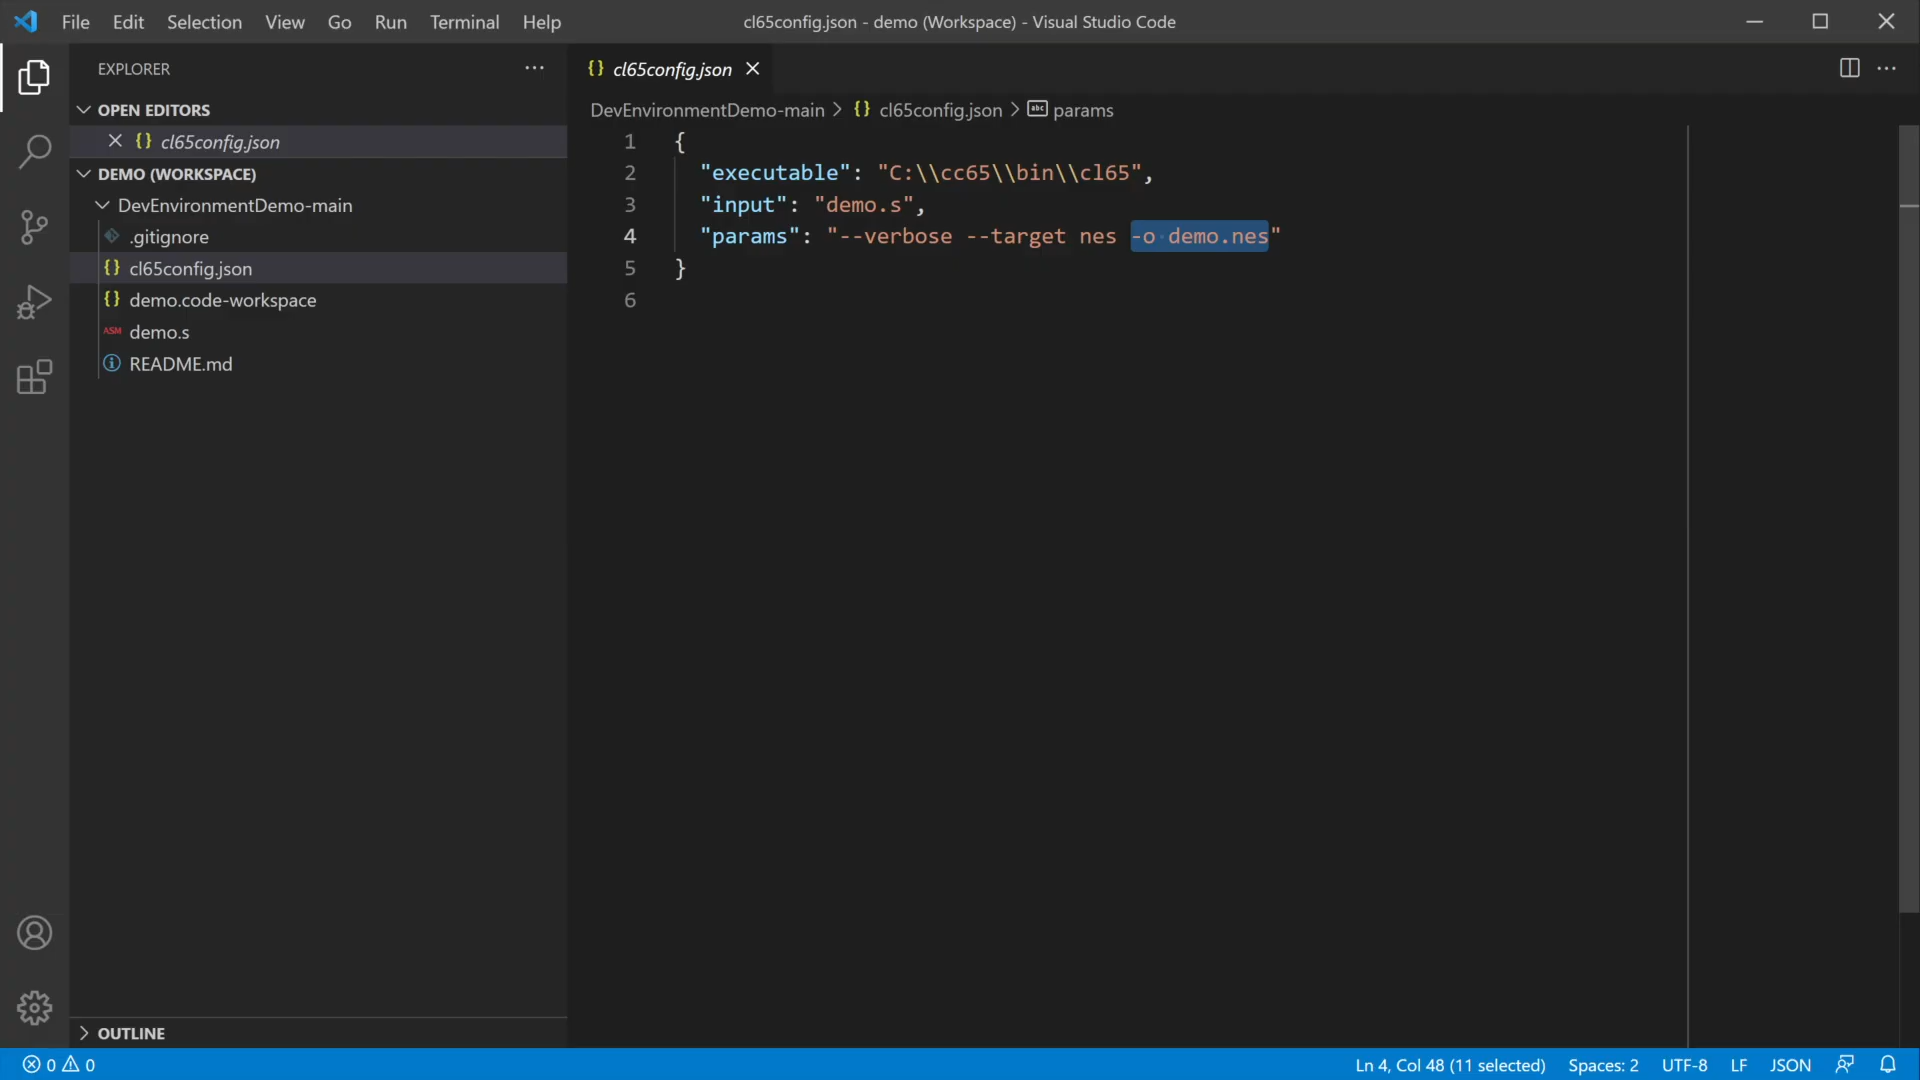 File Edit Selection View Go Run Terminal Help
cl65config.json - demo (Workspace) - Visual Studio Code
EXPLORER
OPEN EDITORS
cl65config.json
DEMO (WORKSPACE)
DevEnvironmentDemo-main
.gitignore
cl65config.json
demo.code-workspace
ASM demo.s
README.md
OUTLINE
{} cl65config.json
DevEnvironmentDemo-main > {} cl65config.json > abc params
1 {
2 "executable": "C:\\cc65\\bin\\cl65",
3 "input": "demo.s",
4 "params": "--verbose --target nes -o demo.nes"
5 }
6
0 0
Ln 4, Col 48 (11 selected) Spaces: 2 UTF-8 LF JSON